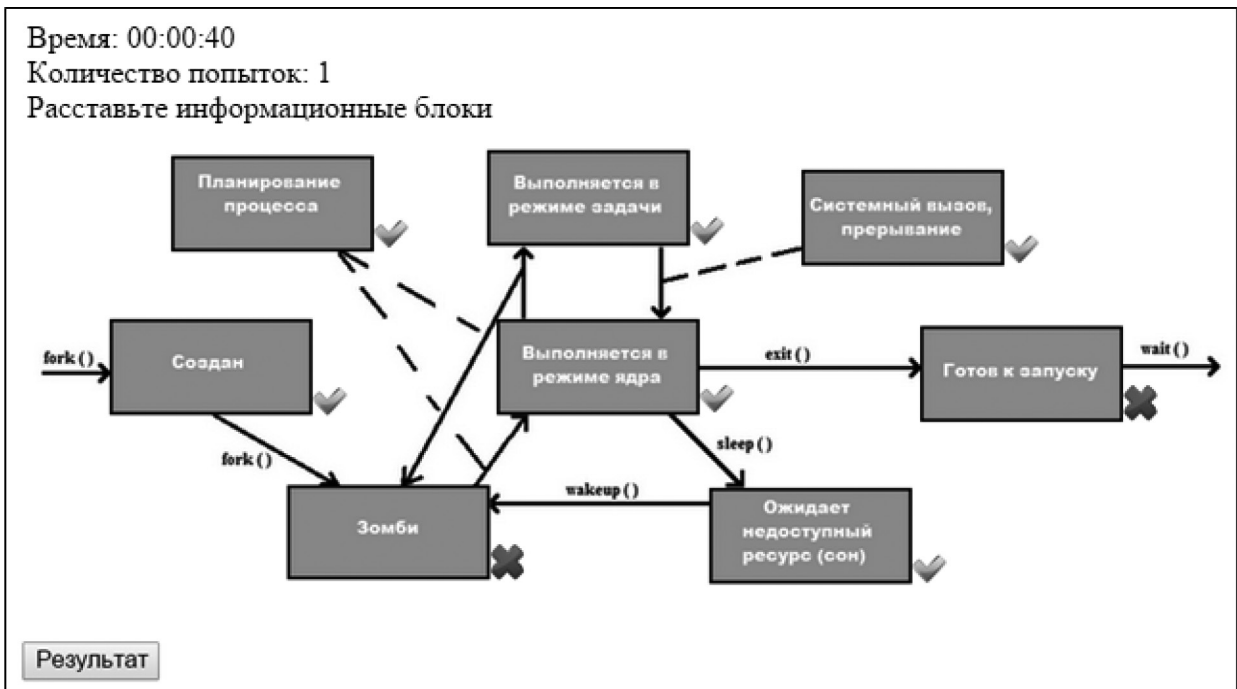 Время: 00:00:40
Количество попыток: 1
Расставьте информационные блоки
Планирование
процесса
Выполняется в
режиме задачи
Системный вызов,
прерывание
fork ( )
Создан
Выполняется в
режиме ядра
exit ( )
Готов к запуску
wait ( )
fork ( )
sleep ( )
Зомби
wakeup ( )
Ожидает
недоступный
ресурс (сон)
Результат